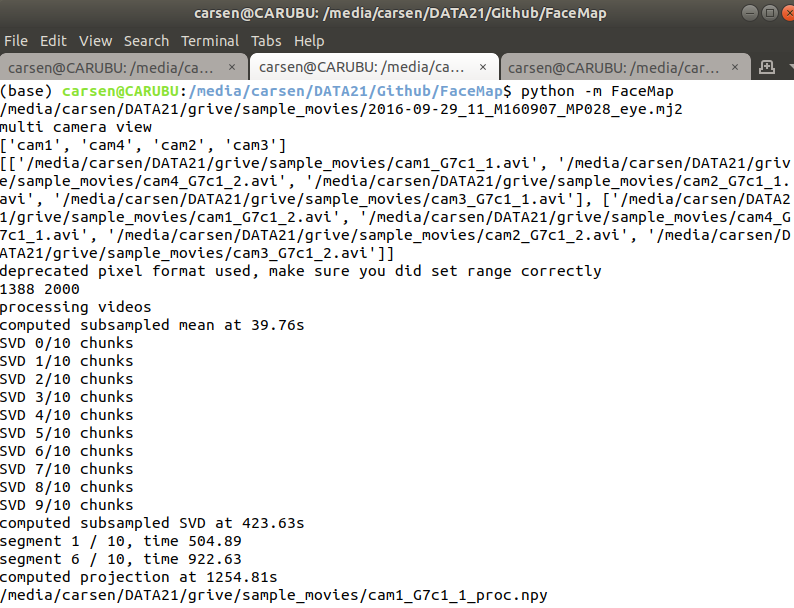 carsen@CARUBU: /media/carsen/DATA21/Github/FaceMap
File Edit View Search Terminal Tabs Help
carsen@CARUBU: /media/ca... × carsen@CARUBU: /media/ca... × carsen@CARUBU: /media/car... ×
(base) carsen@CARUBU:/media/carsen/DATA21/Github/FaceMap$ python -m FaceMap
/media/carsen/DATA21/grive/sample_movies/2016-09-29_11_M160907_MP028_eye.mj2
multi camera view
['cam1', 'cam4', 'cam2', 'cam3']
[['/media/carsen/DATA21/grive/sample_movies/cam1_G7c1_1.avi', '/media/carsen/DATA21/griv
e/sample_movies/cam4_G7c1_2.avi', '/media/carsen/DATA21/grive/sample_movies/cam2_G7c1_1.
avi', '/media/carsen/DATA21/grive/sample_movies/cam3_G7c1_1.avi'], ['/media/carsen/DATA2
1/grive/sample_movies/cam1_G7c1_2.avi', '/media/carsen/DATA21/grive/sample_movies/cam4_G
7c1_1.avi', '/media/carsen/DATA21/grive/sample_movies/cam2_G7c1_2.avi', '/media/carsen/D
ATA21/grive/sample_movies/cam3_G7c1_2.avi']]
deprecated pixel format used, make sure you did set range correctly
1388 2000
processing videos
computed subsampled mean at 39.76s
SVD 0/10 chunks
SVD 1/10 chunks
SVD 2/10 chunks
SVD 3/10 chunks
SVD 4/10 chunks
SVD 5/10 chunks
SVD 6/10 chunks
SVD 7/10 chunks
SVD 8/10 chunks
SVD 9/10 chunks
computed subsampled SVD at 423.63s
segment 1 / 10, time 504.89
segment 6 / 10, time 922.63
computed projection at 1254.81s
/media/carsen/DATA21/grive/sample_movies/cam1_G7c1_1_proc.npy